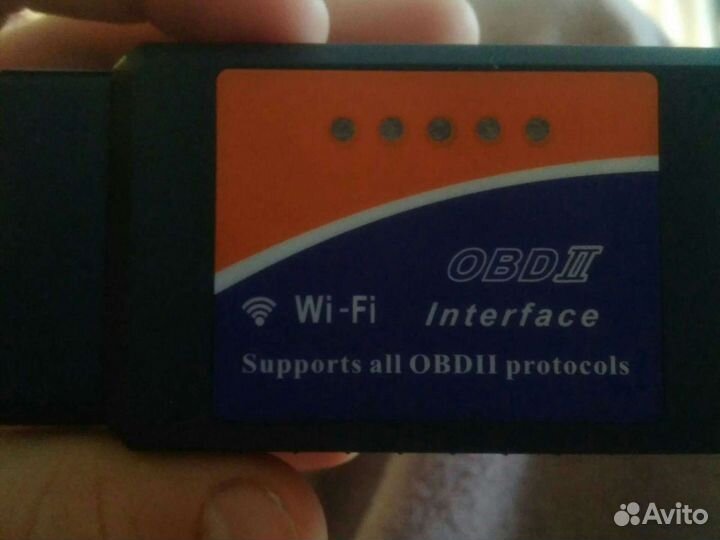 OBDII
Wi-Fi Interface
Supports all OBDII protocols
Avito